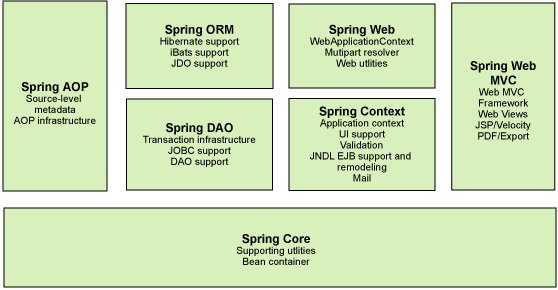 Spring AOP
Source-level
metadata
AOP infrastructure
Spring ORM
Hibernate support
iBats support
JDO support
Spring DAO
Transaction infrastructure
JOBC support
DAO support
Spring Web
WebApplicationContext
Mutipart resolver
Web utlities
Spring Context
Application context
UI support
Validation
JNDL EJB support and
remodeling
Mail
Spring Web
MVC
Web MVC
Framework
Web Views
JSP/Velocity
PDF/Export
Spring Core
Supporting utlities
Bean container